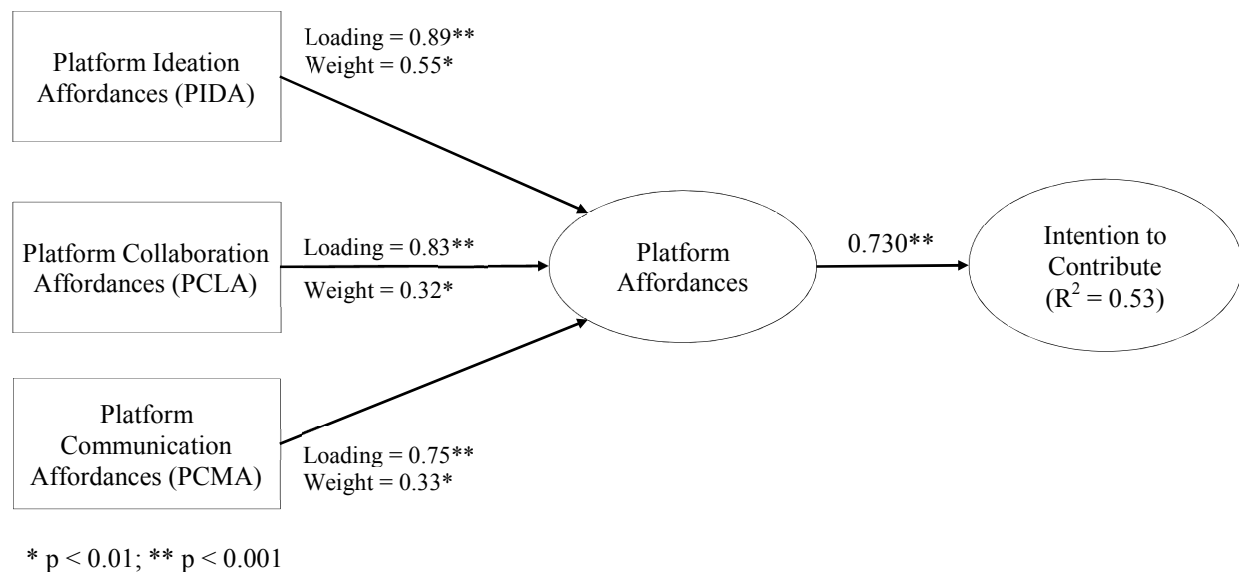 Platform Ideation
Affordances (PIDA)
Loading = 0.89**
Weight = 0.55*
Platform Collaboration
Affordances (PCLA)
Loading = 0.83**
Weight = 0.32*
Platform
Communication
Affordances (PCMA)
Loading = 0.75**
Weight = 0.33*
Platform
Affordances
0.730**
Intention to
Contribute
(R² = 0.53)
* p < 0.01; ** p < 0.001